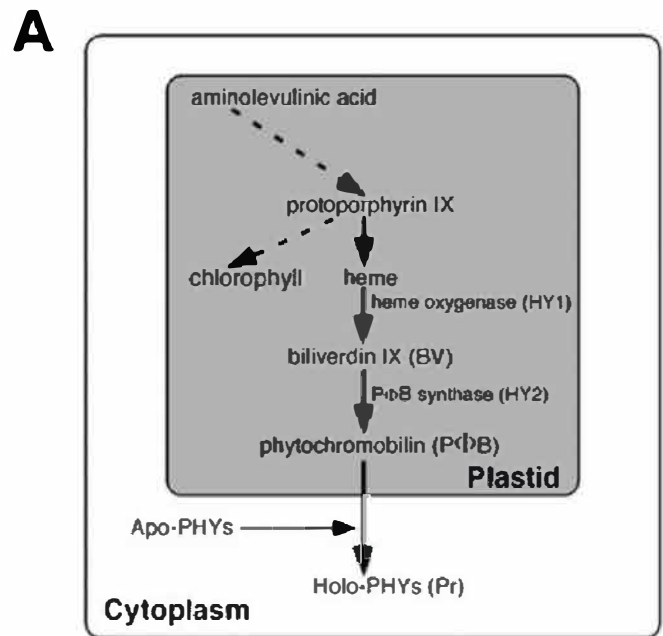 A
aminolevulinic acid
protoporphyrin IX
chlorophyll
heme
heme oxygenase (HY1)
biliverdin IX (BV)
PΦB synthase (HY2)
phytochromobilin (PΦB)
Plastid
Apo-PHYs
Holo-PHYs (Pr)
Cytoplasm